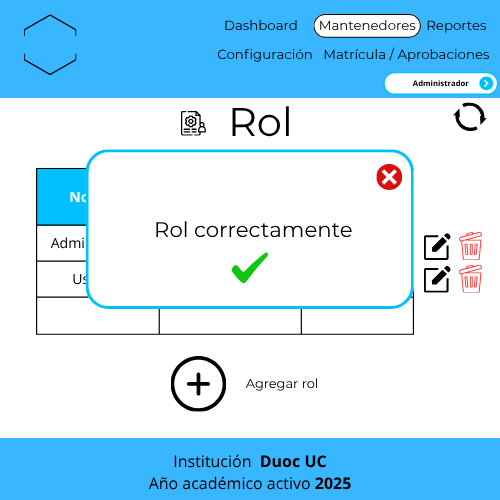 Dashboard Mantenedores Reportes
Configuración Matrícula / Aprobaciones
Administrador
Rol
Rol correctamente
Agregar rol
Institución Duoc UC
Año académico activo 2025